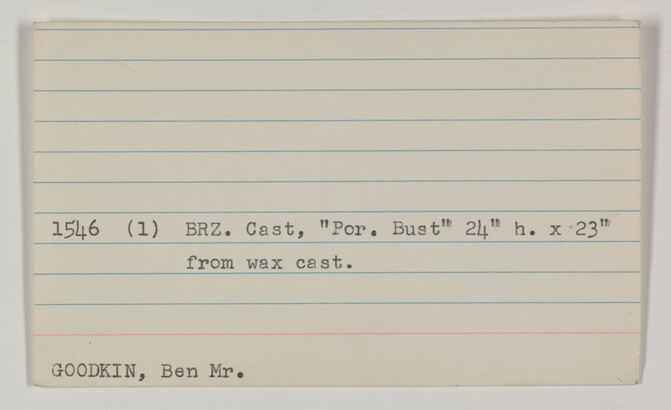 1546 (1) BRZ. Cast, "Por. Bust" 24" h. x 23"
from wax cast.
GOODKIN, Ben Mr.